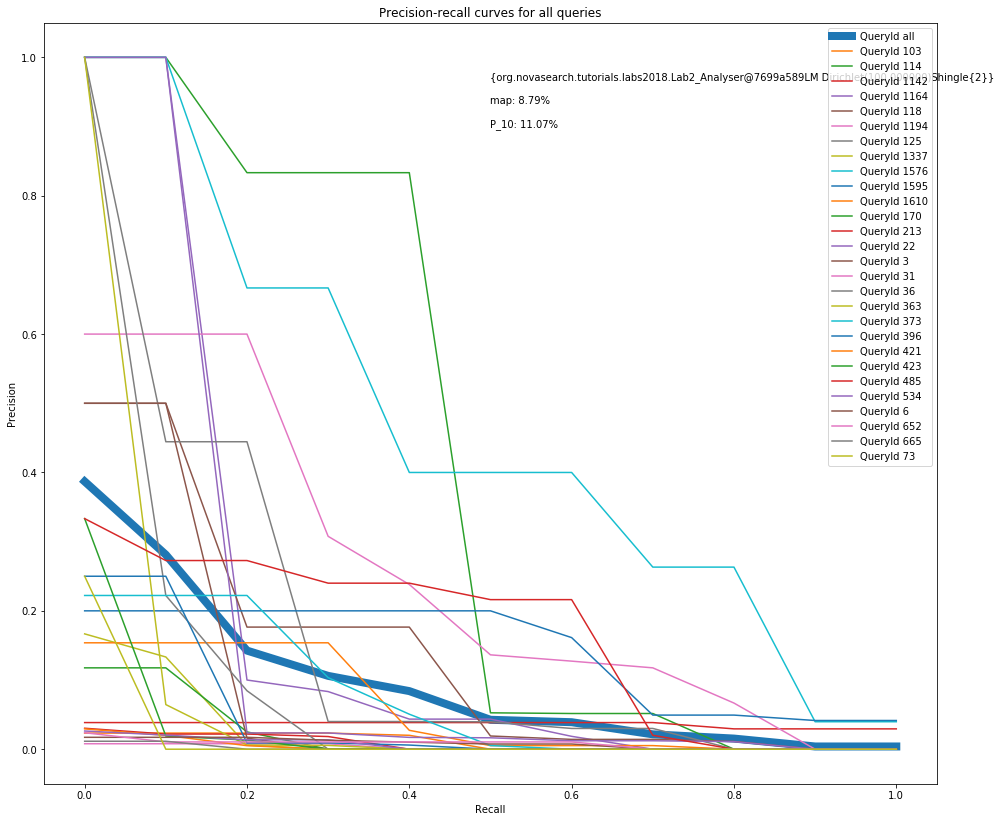 Precision-recall curves for all queries
{org.novasearch.tutorials.labs2018.Lab2_Analyser@7699a589LM Shingle{2}}
map: 8.79%
P_10: 11.07%
QueryId all
QueryId 103
QueryId 114
QueryId 1142
QueryId 1164
QueryId 118
QueryId 1194
QueryId 125
QueryId 1337
QueryId 1576
QueryId 1595
QueryId 1610
QueryId 170
QueryId 213
QueryId 22
QueryId 3
QueryId 31
QueryId 36
QueryId 363
QueryId 373
QueryId 396
QueryId 421
QueryId 423
QueryId 485
QueryId 534
QueryId 6
QueryId 652
QueryId 665
QueryId 73
Precision
1.0
0.8
0.6
0.4
0.2
0.0
0.0 0.2 0.4 0.6 0.8 1.0
Recall